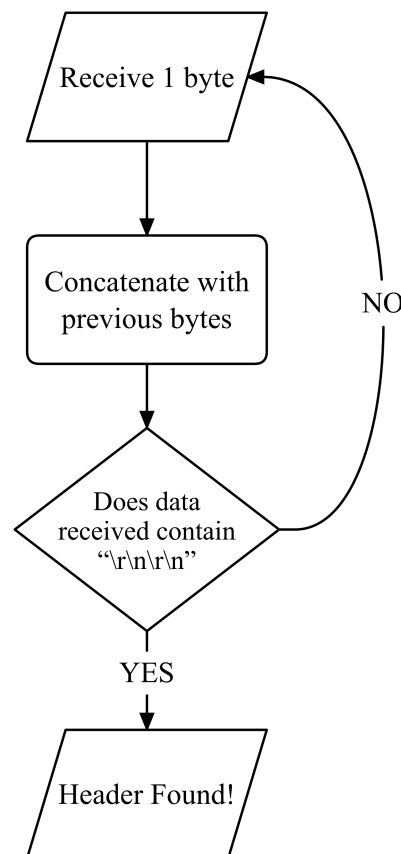 Receive 1 byte
Concatenate with
previous bytes
NO
Does data
received contain
“\r\n\r\n”
YES
Header Found!